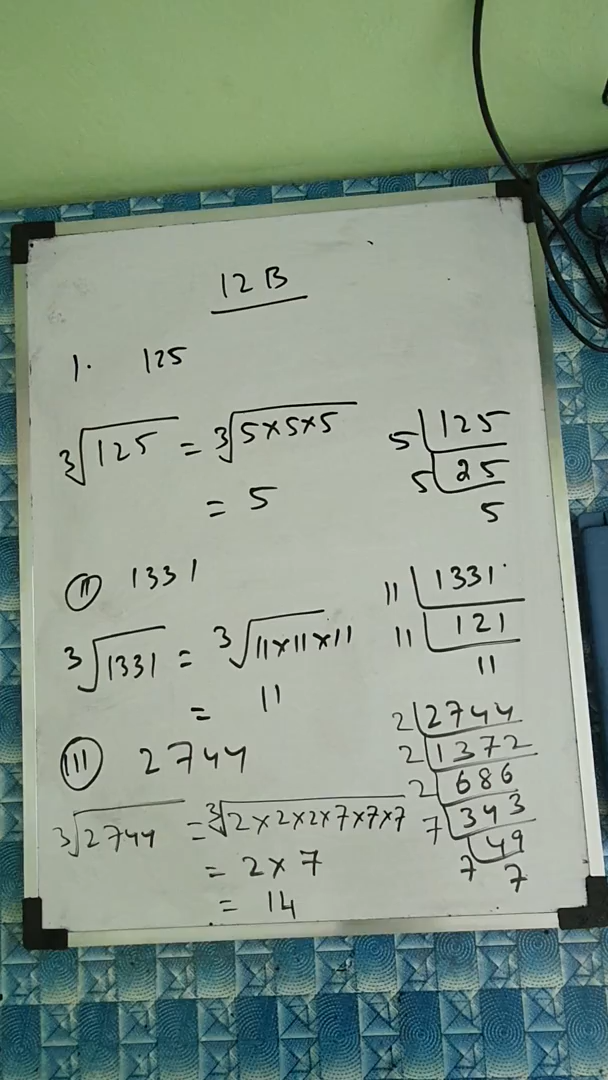 12 B
1. 125
∛125 = ∛5×5×5
= 5
5 | 125
5 | 25
5
(II) 1331
∛1331 = ∛11×11×11
= 11
11 | 1331
11 | 121
11
(III) 2744
∛2744 = ∛2×2×2×7×7×7
= 2×7
= 14
2 | 2744
2 | 1372
2 | 686
7 | 343
7 | 49
7